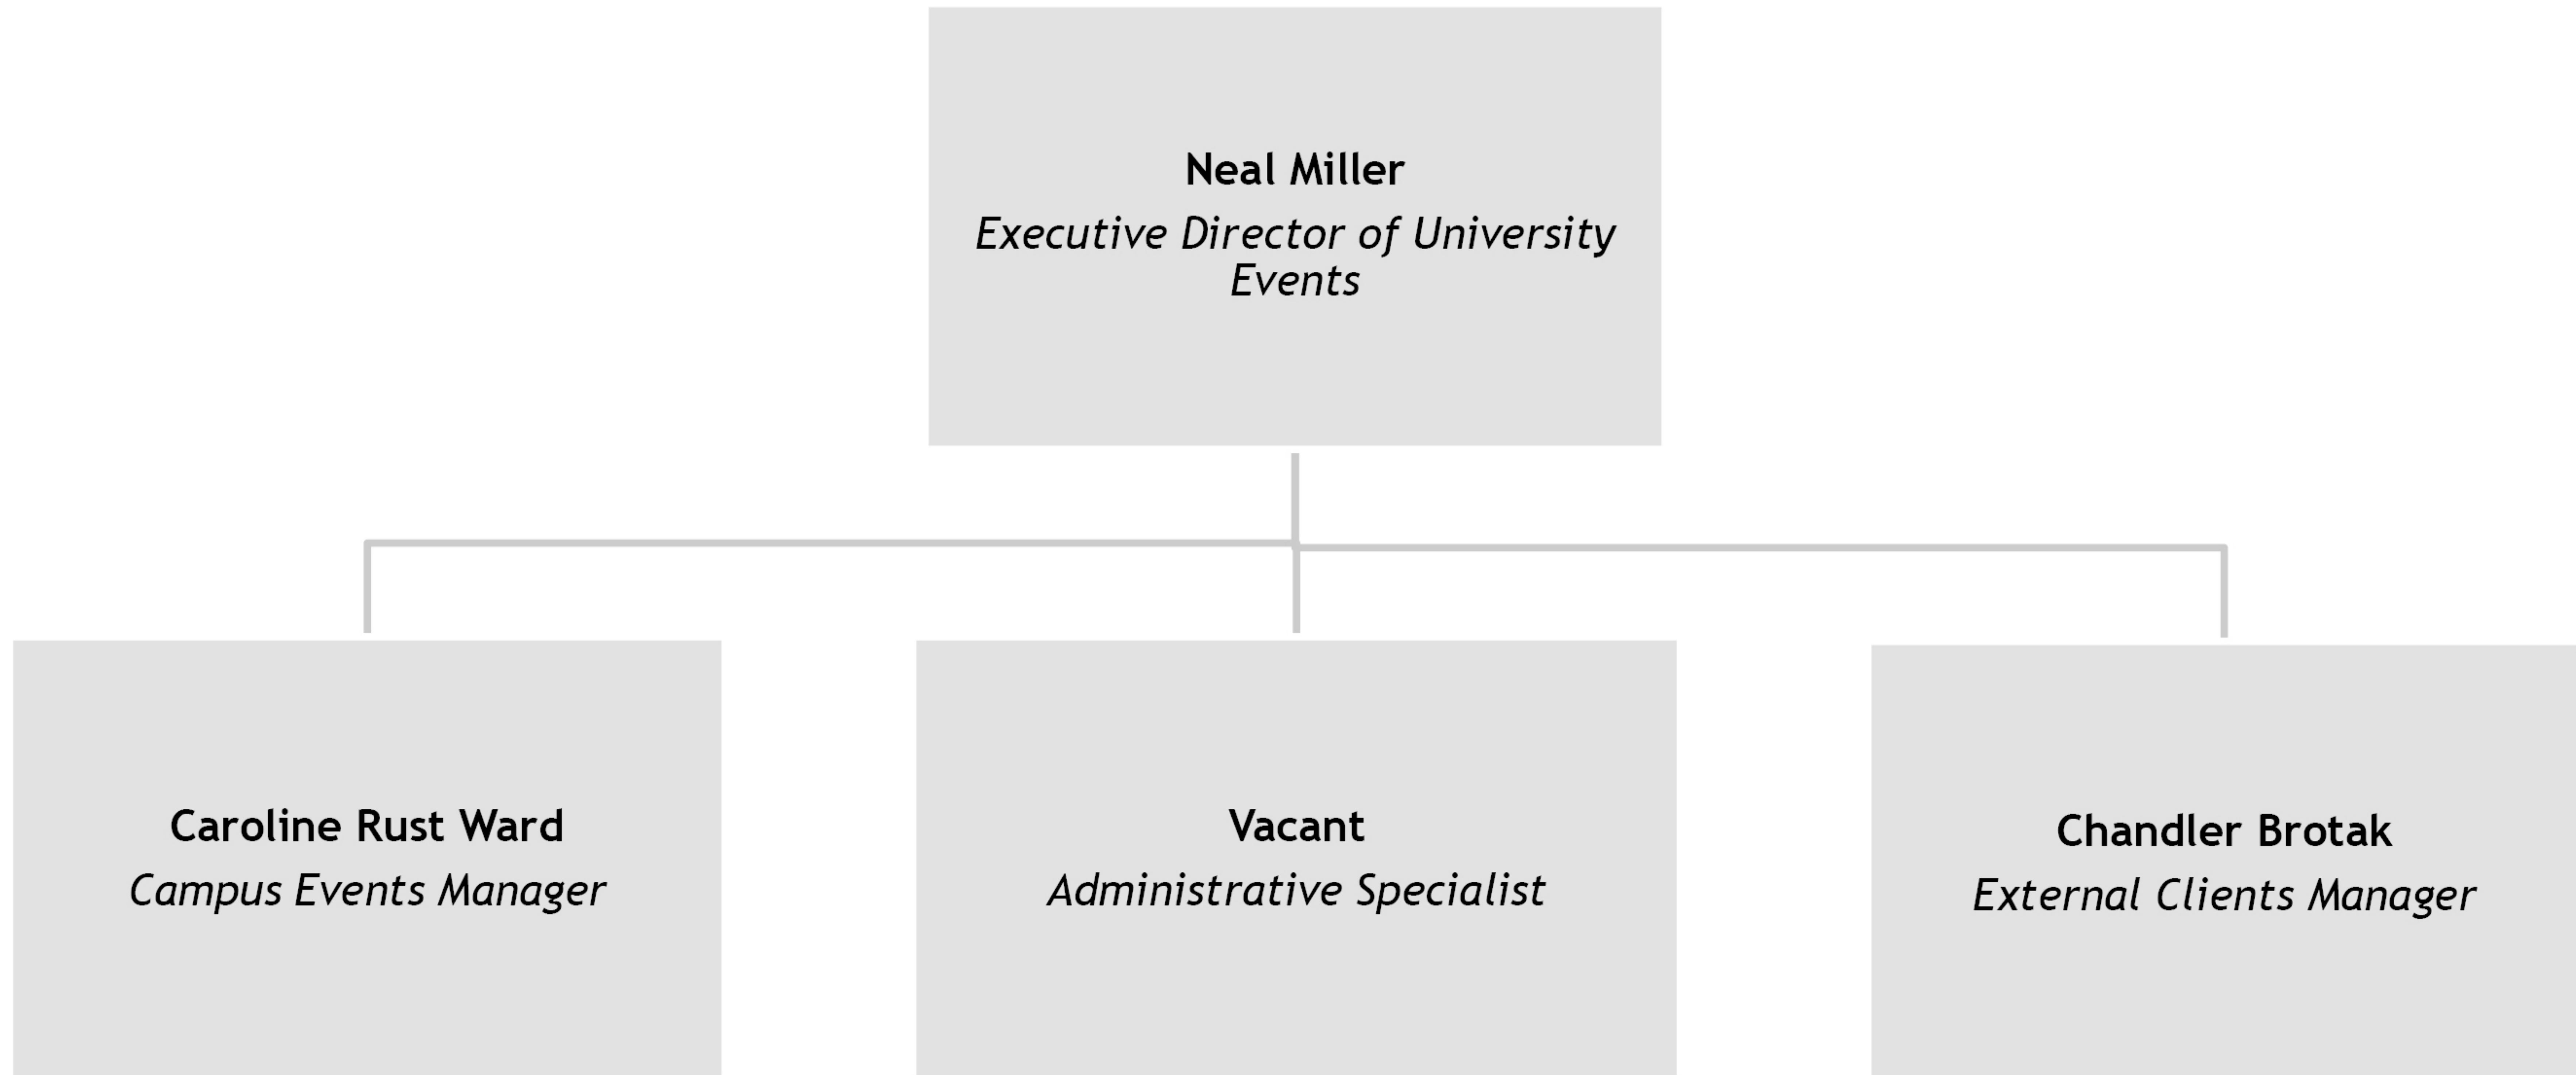 Neal Miller
Executive Director of University
Events
Caroline Rust Ward
Campus Events Manager
Vacant
Administrative Specialist
Chandler Brotak
External Clients Manager